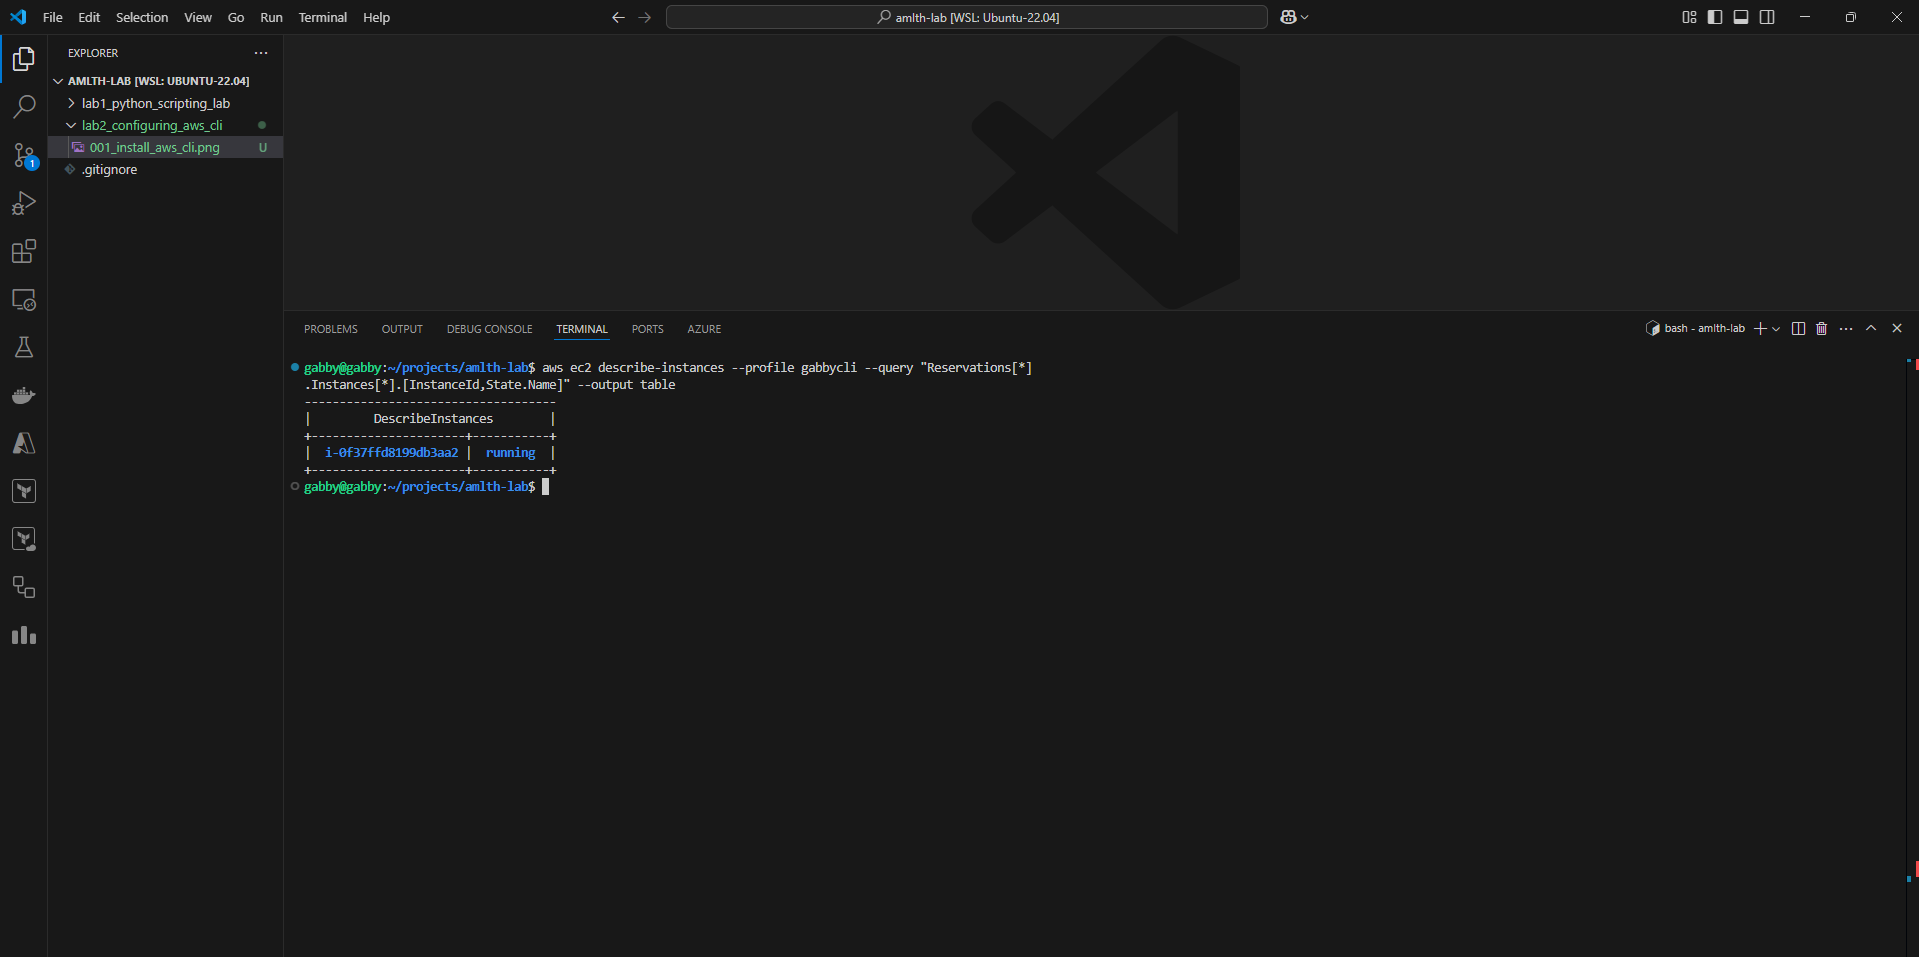 File Edit Selection View Go Run Terminal Help
amlth-lab [WSL: Ubuntu-22.04]
EXPLORER
AMLTH-LAB [WSL: UBUNTU-22.04]
lab1_python_scripting_lab
lab2_configuring_aws_cli
001_install_aws_cli.png U
.gitignore
1
PROBLEMS OUTPUT DEBUG CONSOLE TERMINAL PORTS AZURE
bash - amlth-lab
gabby@gabby:~/projects/amlth-lab$ aws ec2 describe-instances --profile gabbycli --query "Reservations[*]
.Instances[*].[InstanceId,State.Name]" --output table
------------------------------------
|         DescribeInstances        |
+----------------------+-----------+
|  i-0f37ffd8199db3aa2 |  running  |
+----------------------+-----------+
gabby@gabby:~/projects/amlth-lab$